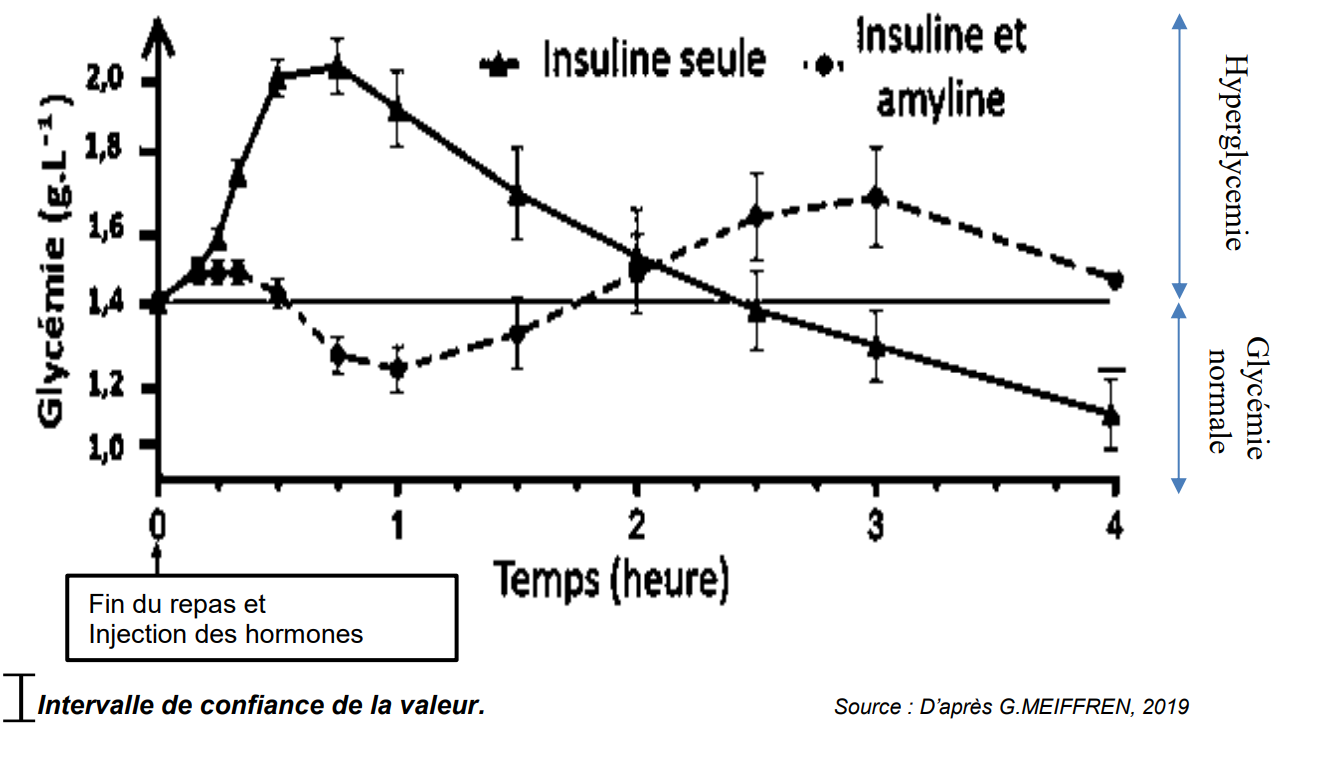 Insuline seule
Insuline et
amyline
Hyperglycemie
Glycémie
normale
Glycémie (g.L⁻¹)
2,0
1,8
1,6
1,4
1,2
1,0
0 1 2 3 4
Temps (heure)
Fin du repas et
Injection des hormones
Intervalle de confiance de la valeur.
Source : D’après G.MEIFFREN, 2019